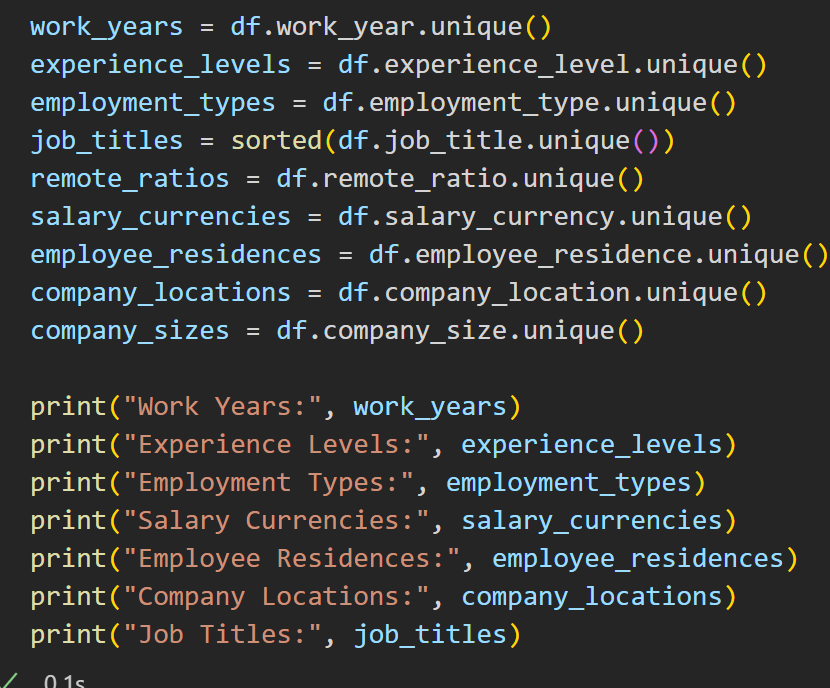 work_years = df.work_year.unique()
experience_levels = df.experience_level.unique()
employment_types = df.employment_type.unique()
job_titles = sorted(df.job_title.unique())
remote_ratios = df.remote_ratio.unique()
salary_currencies = df.salary_currency.unique()
employee_residences = df.employee_residence.unique()
company_locations = df.company_location.unique()
company_sizes = df.company_size.unique()

print("Work Years:", work_years)
print("Experience Levels:", experience_levels)
print("Employment Types:", employment_types)
print("Salary Currencies:", salary_currencies)
print("Employee Residences:", employee_residences)
print("Company Locations:", company_locations)
print("Job Titles:", job_titles)
0.1s